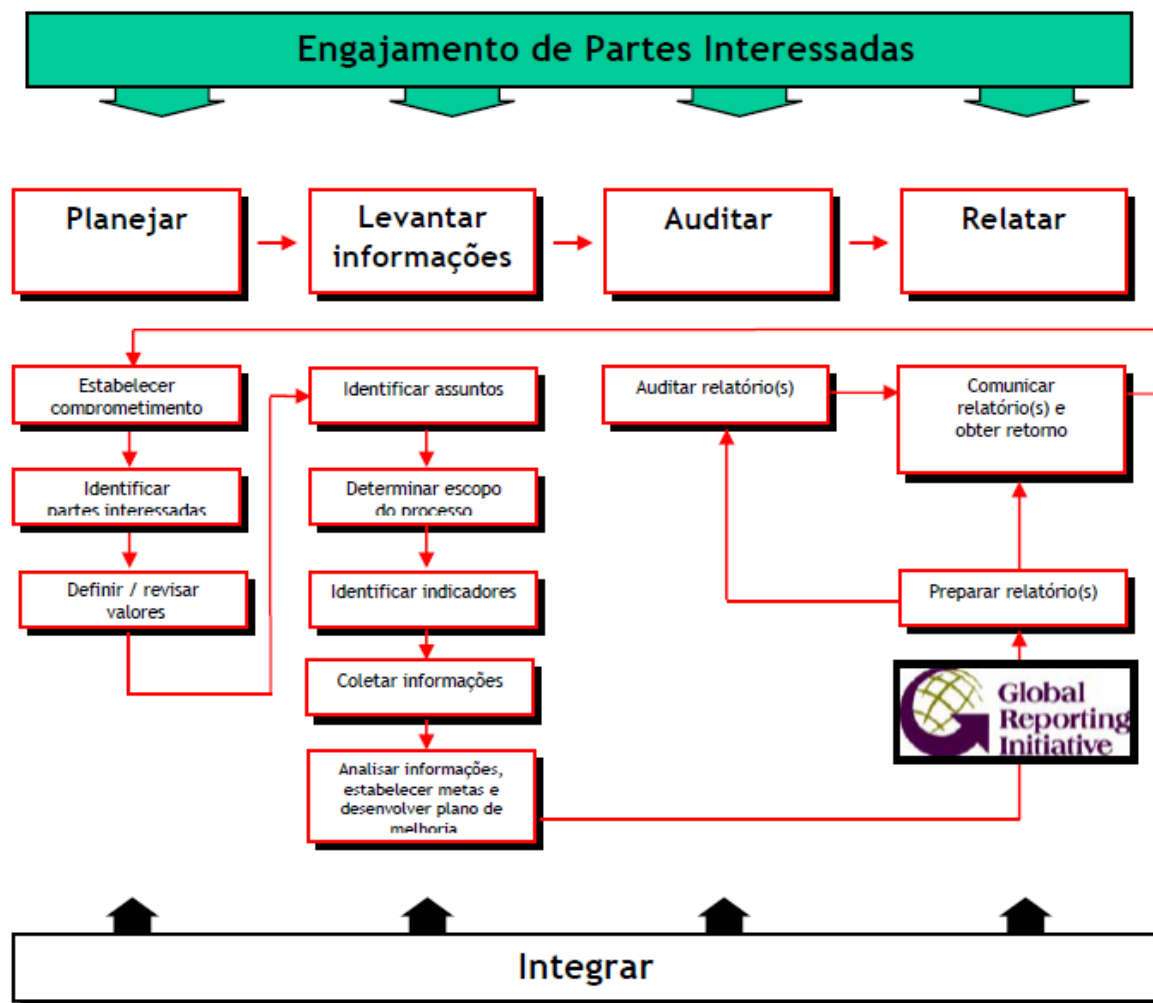 Engajamento de Partes Interessadas
Planejar
Levantar
informações
Auditar
Relatar
Estabelecer
comprometimento
Identificar
partes interessadas
Definir / revisar
valores
Identificar assuntos
Determinar escopo
do processo
Identificar indicadores
Coletar informações
Analisar informações,
estabelecer metas e
desenvolver plano de
melhoria
Auditar relatório(s)
Comunicar
relatório(s) e
obter retorno
Preparar relatório(s)
Global
Reporting
Initiative
Integrar